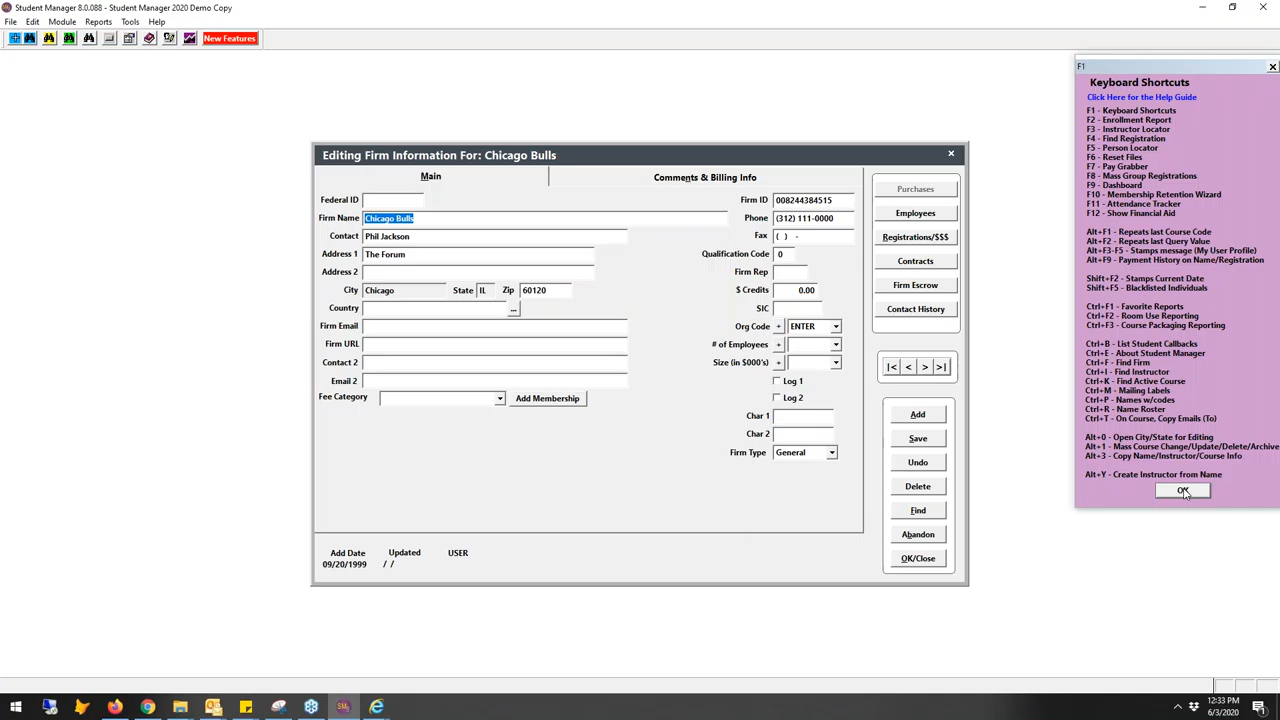 Student Manager 8.0.088 - Student Manager 2020 Demo Copy
File Edit Module Reports Tools Help
New Features
F1
Keyboard Shortcuts
Click Here for the Help Guide
F1 - Keyboard Shortcuts
F2 - Enrollment Report
F3 - Instructor Locator
F4 - Find Registration
F5 - Person Locator
F6 - Reset Files
F7 - Pay Grabber
F8 - Mass Group Registrations
F9 - Dashboard
F10 - Membership Retention Wizard
F11 - Attendance Tracker
F12 - Show Financial Aid
Alt+F1 - Repeats last Course Code
Alt+F2 - Repeats last Query Value
Alt+F3-F5 - Stamps message (My User Profile)
Alt+F9 - Payment History on Name/Registration
Shift+F2 - Stamps Current Date
Shift+F5 - Blacklisted Individuals
Ctrl+F1 - Favorite Reports
Ctrl+F2 - Room Use Reporting
Ctrl+F3 - Course Packaging Reporting
Ctrl+B - List Student Callbacks
Ctrl+E - About Student Manager
Ctrl+F - Find Firm
Ctrl+I - Find Instructor
Ctrl+K - Find Active Course
Ctrl+M - Mailing Labels
Ctrl+P - Names w/codes
Ctrl+R - Name Roster
Ctrl+T - On Course, Copy Emails (To)
Alt+0 - Open City/State for Editing
Alt+1 - Mass Course Change/Update/Delete/Archive
Alt+3 - Copy Name/Instructor/Course Info
Alt+Y - Create Instructor from Name
OK
Editing Firm Information For: Chicago Bulls
Main Comments & Billing Info
Federal ID Firm ID 008244384515
Firm Name Chicago Bulls Phone (312) 111-0000
Contact Phil Jackson Fax ( ) -
Address 1 The Forum Qualification Code 0
Address 2 Firm Rep
City Chicago State IL Zip 60120 $ Credits 0.00
Country ... SIC
Firm Email Org Code + ENTER
Firm URL # of Employees +
Contact 2 Size (in $000's) +
Email 2 Log 1
Fee Category Add Membership Log 2
Char 1
Char 2
Firm Type General
Purchases
Employees
Registrations/$$$
Contracts
Firm Escrow
Contact History
|< < > >|
Add
Save
Undo
Delete
Find
Abandon
OK/Close
Add Date Updated USER
09/20/1999 / /
12:33 PM
6/3/2020